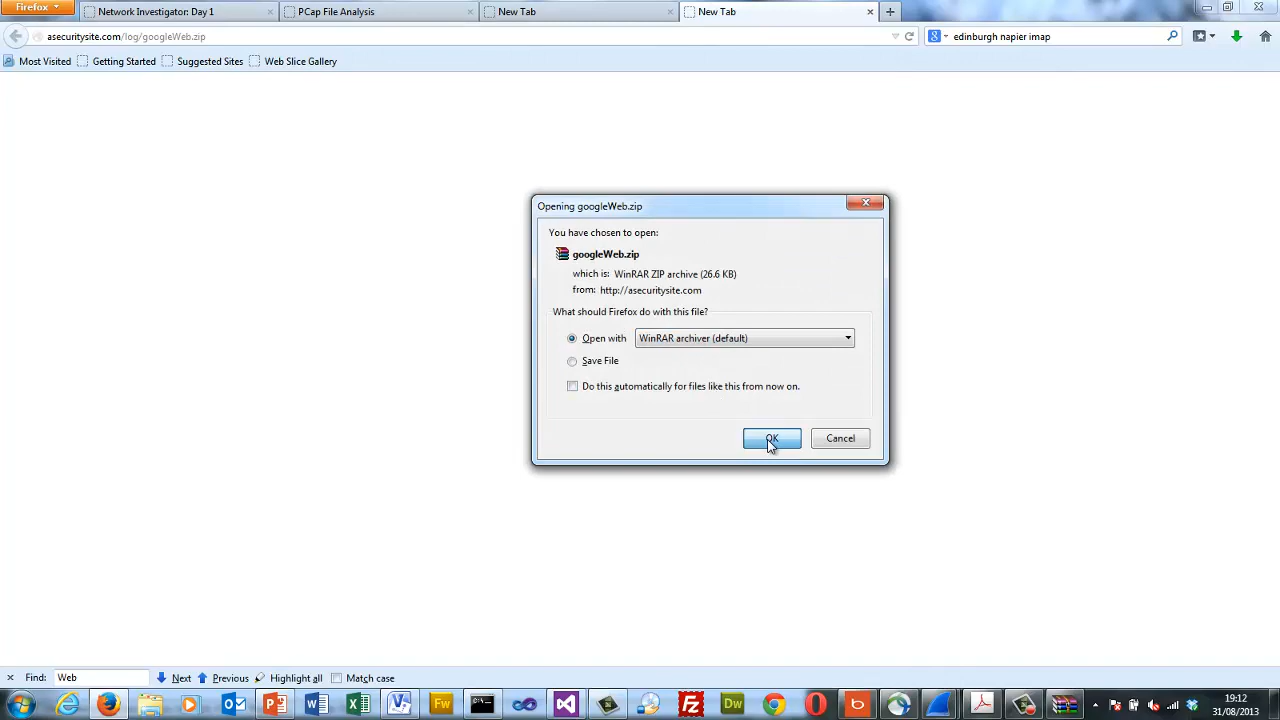 Firefox
Network Investigator: Day 1
PCap File Analysis
New Tab
New Tab
asecuritysite.com/log/googleWeb.zip
edinburgh napier imap
Most Visited
Getting Started
Suggested Sites
Web Slice Gallery
Opening googleWeb.zip
You have chosen to open:
googleWeb.zip
which is: WinRAR ZIP archive (26.6 KB)
from: http://asecuritysite.com
What should Firefox do with this file?
Open with
WinRAR archiver (default)
Save File
Do this automatically for files like this from now on.
OK
Cancel
Find:
Web
Next
Previous
Highlight all
Match case
19:12
31/08/2013